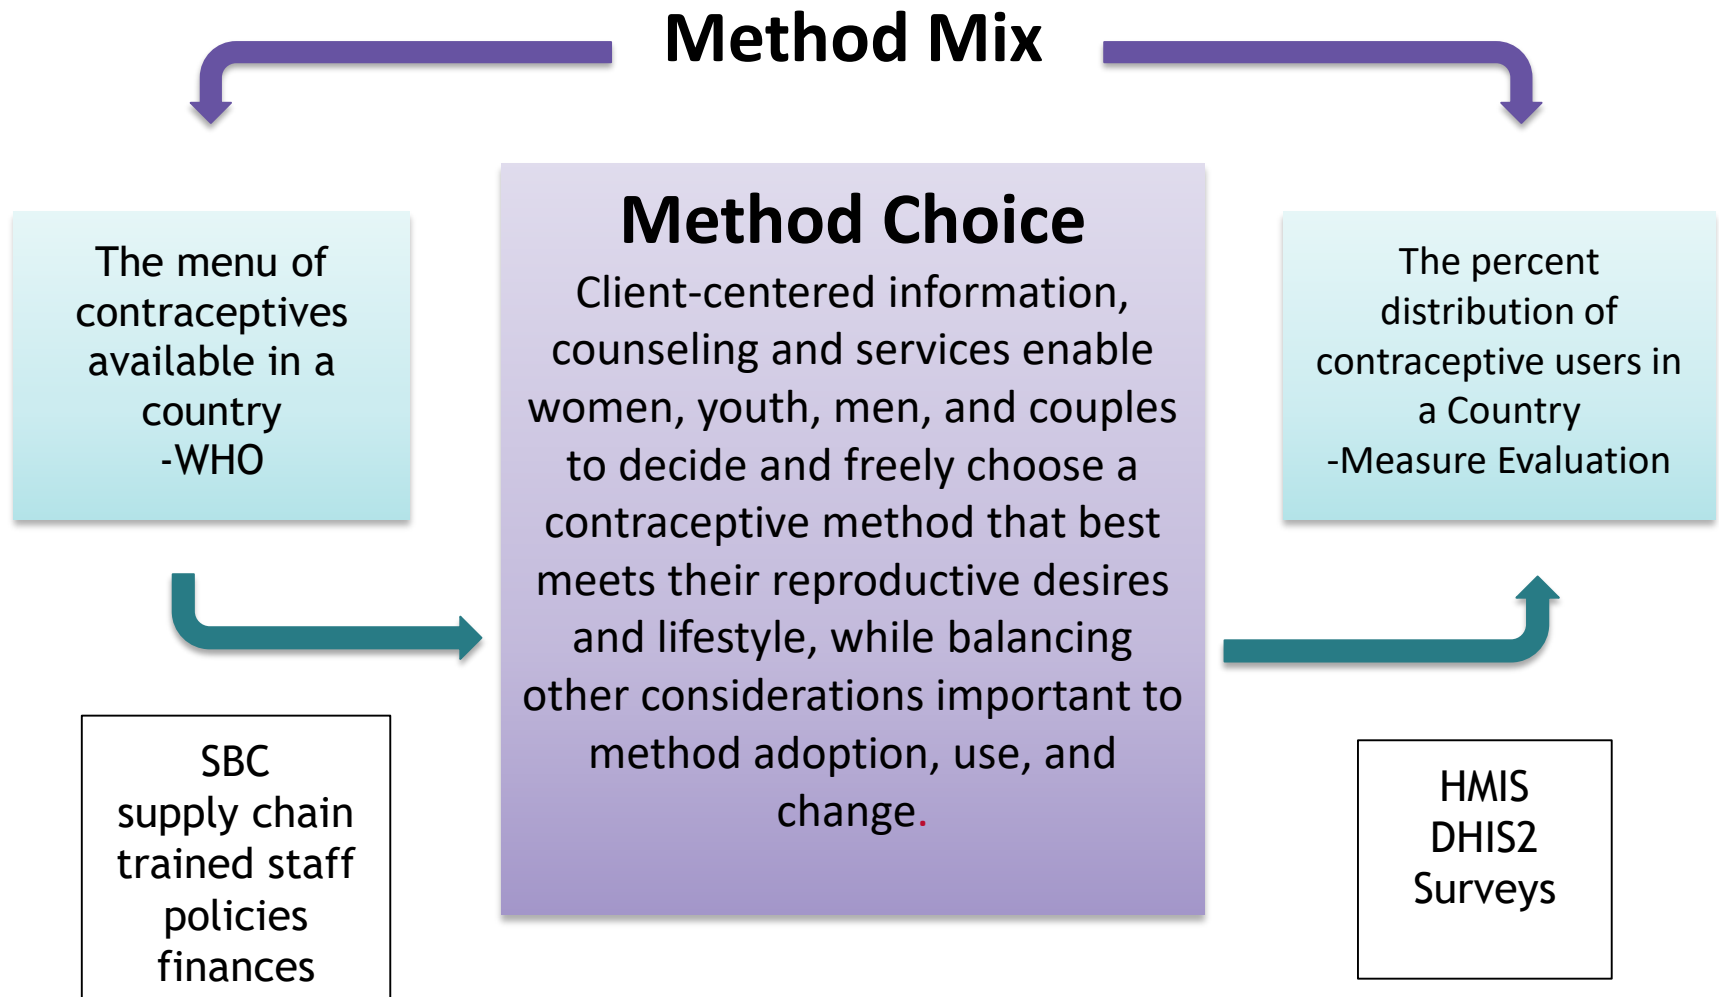 Method Mix
The menu of
contraceptives
available in a
country
-WHO
Method Choice
Client-centered information,
counseling and services enable
women, youth, men, and couples
to decide and freely choose a
contraceptive method that best
meets their reproductive desires
and lifestyle, while balancing
other considerations important to
method adoption, use, and
change.
The percent
distribution of
contraceptive users in
a Country
-Measure Evaluation
SBC
supply chain
trained staff
policies
finances
HMIS
DHIS2
Surveys